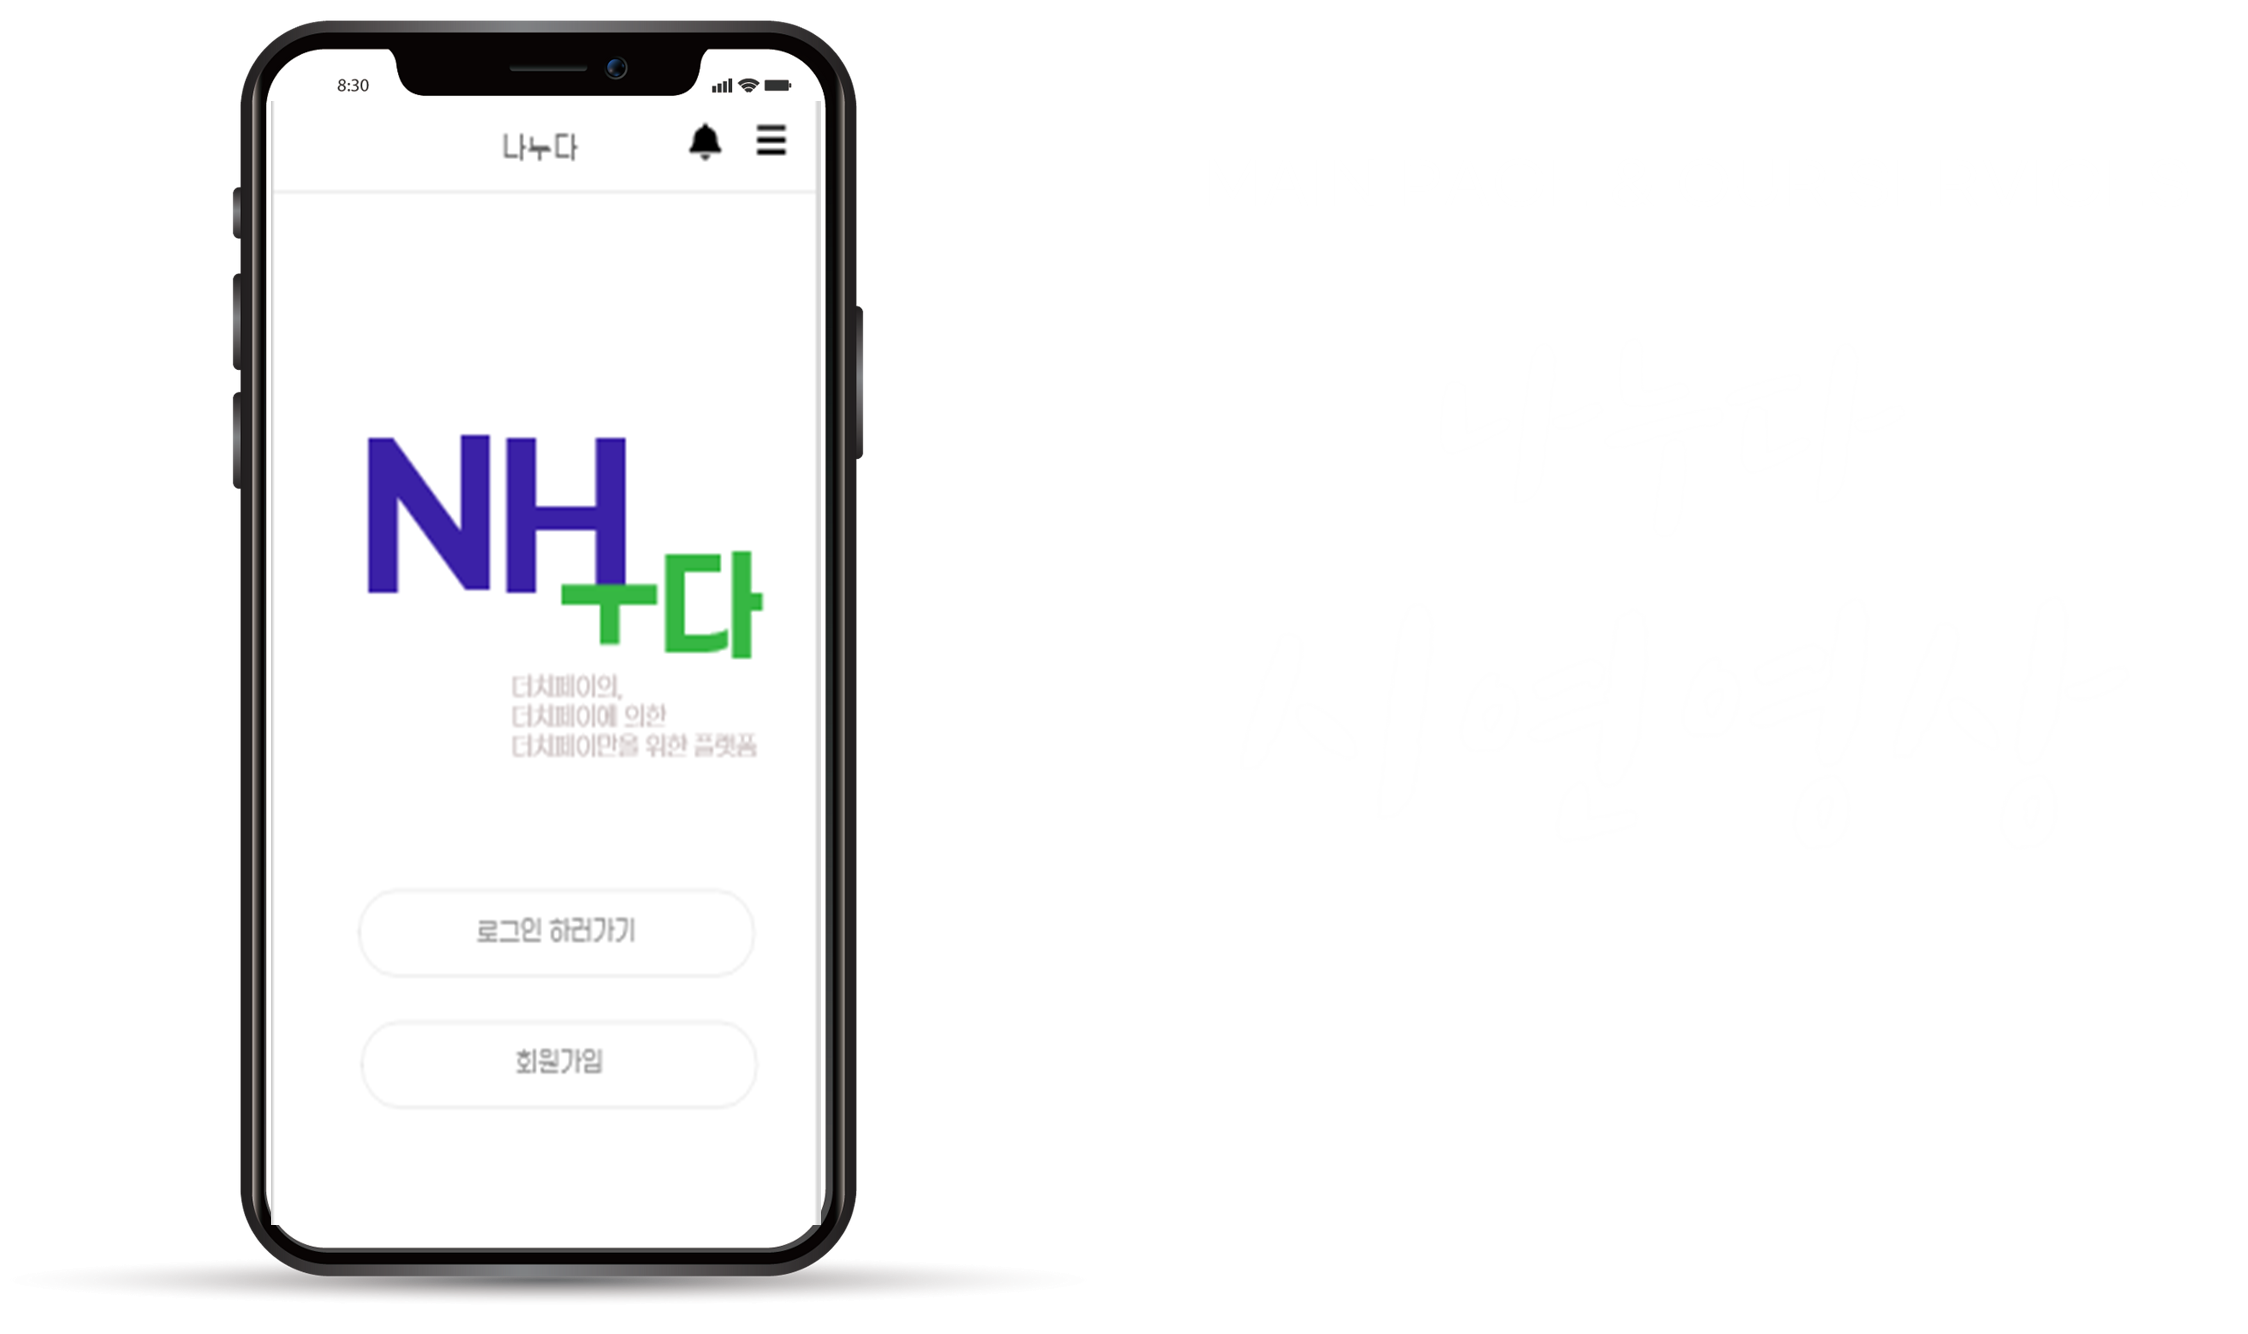 8:30
나누다
NH
ㅜ다
더치페이의,
더치페이에 의한
더치페이만을 위한 플랫폼
로그인 하러가기
회원가입